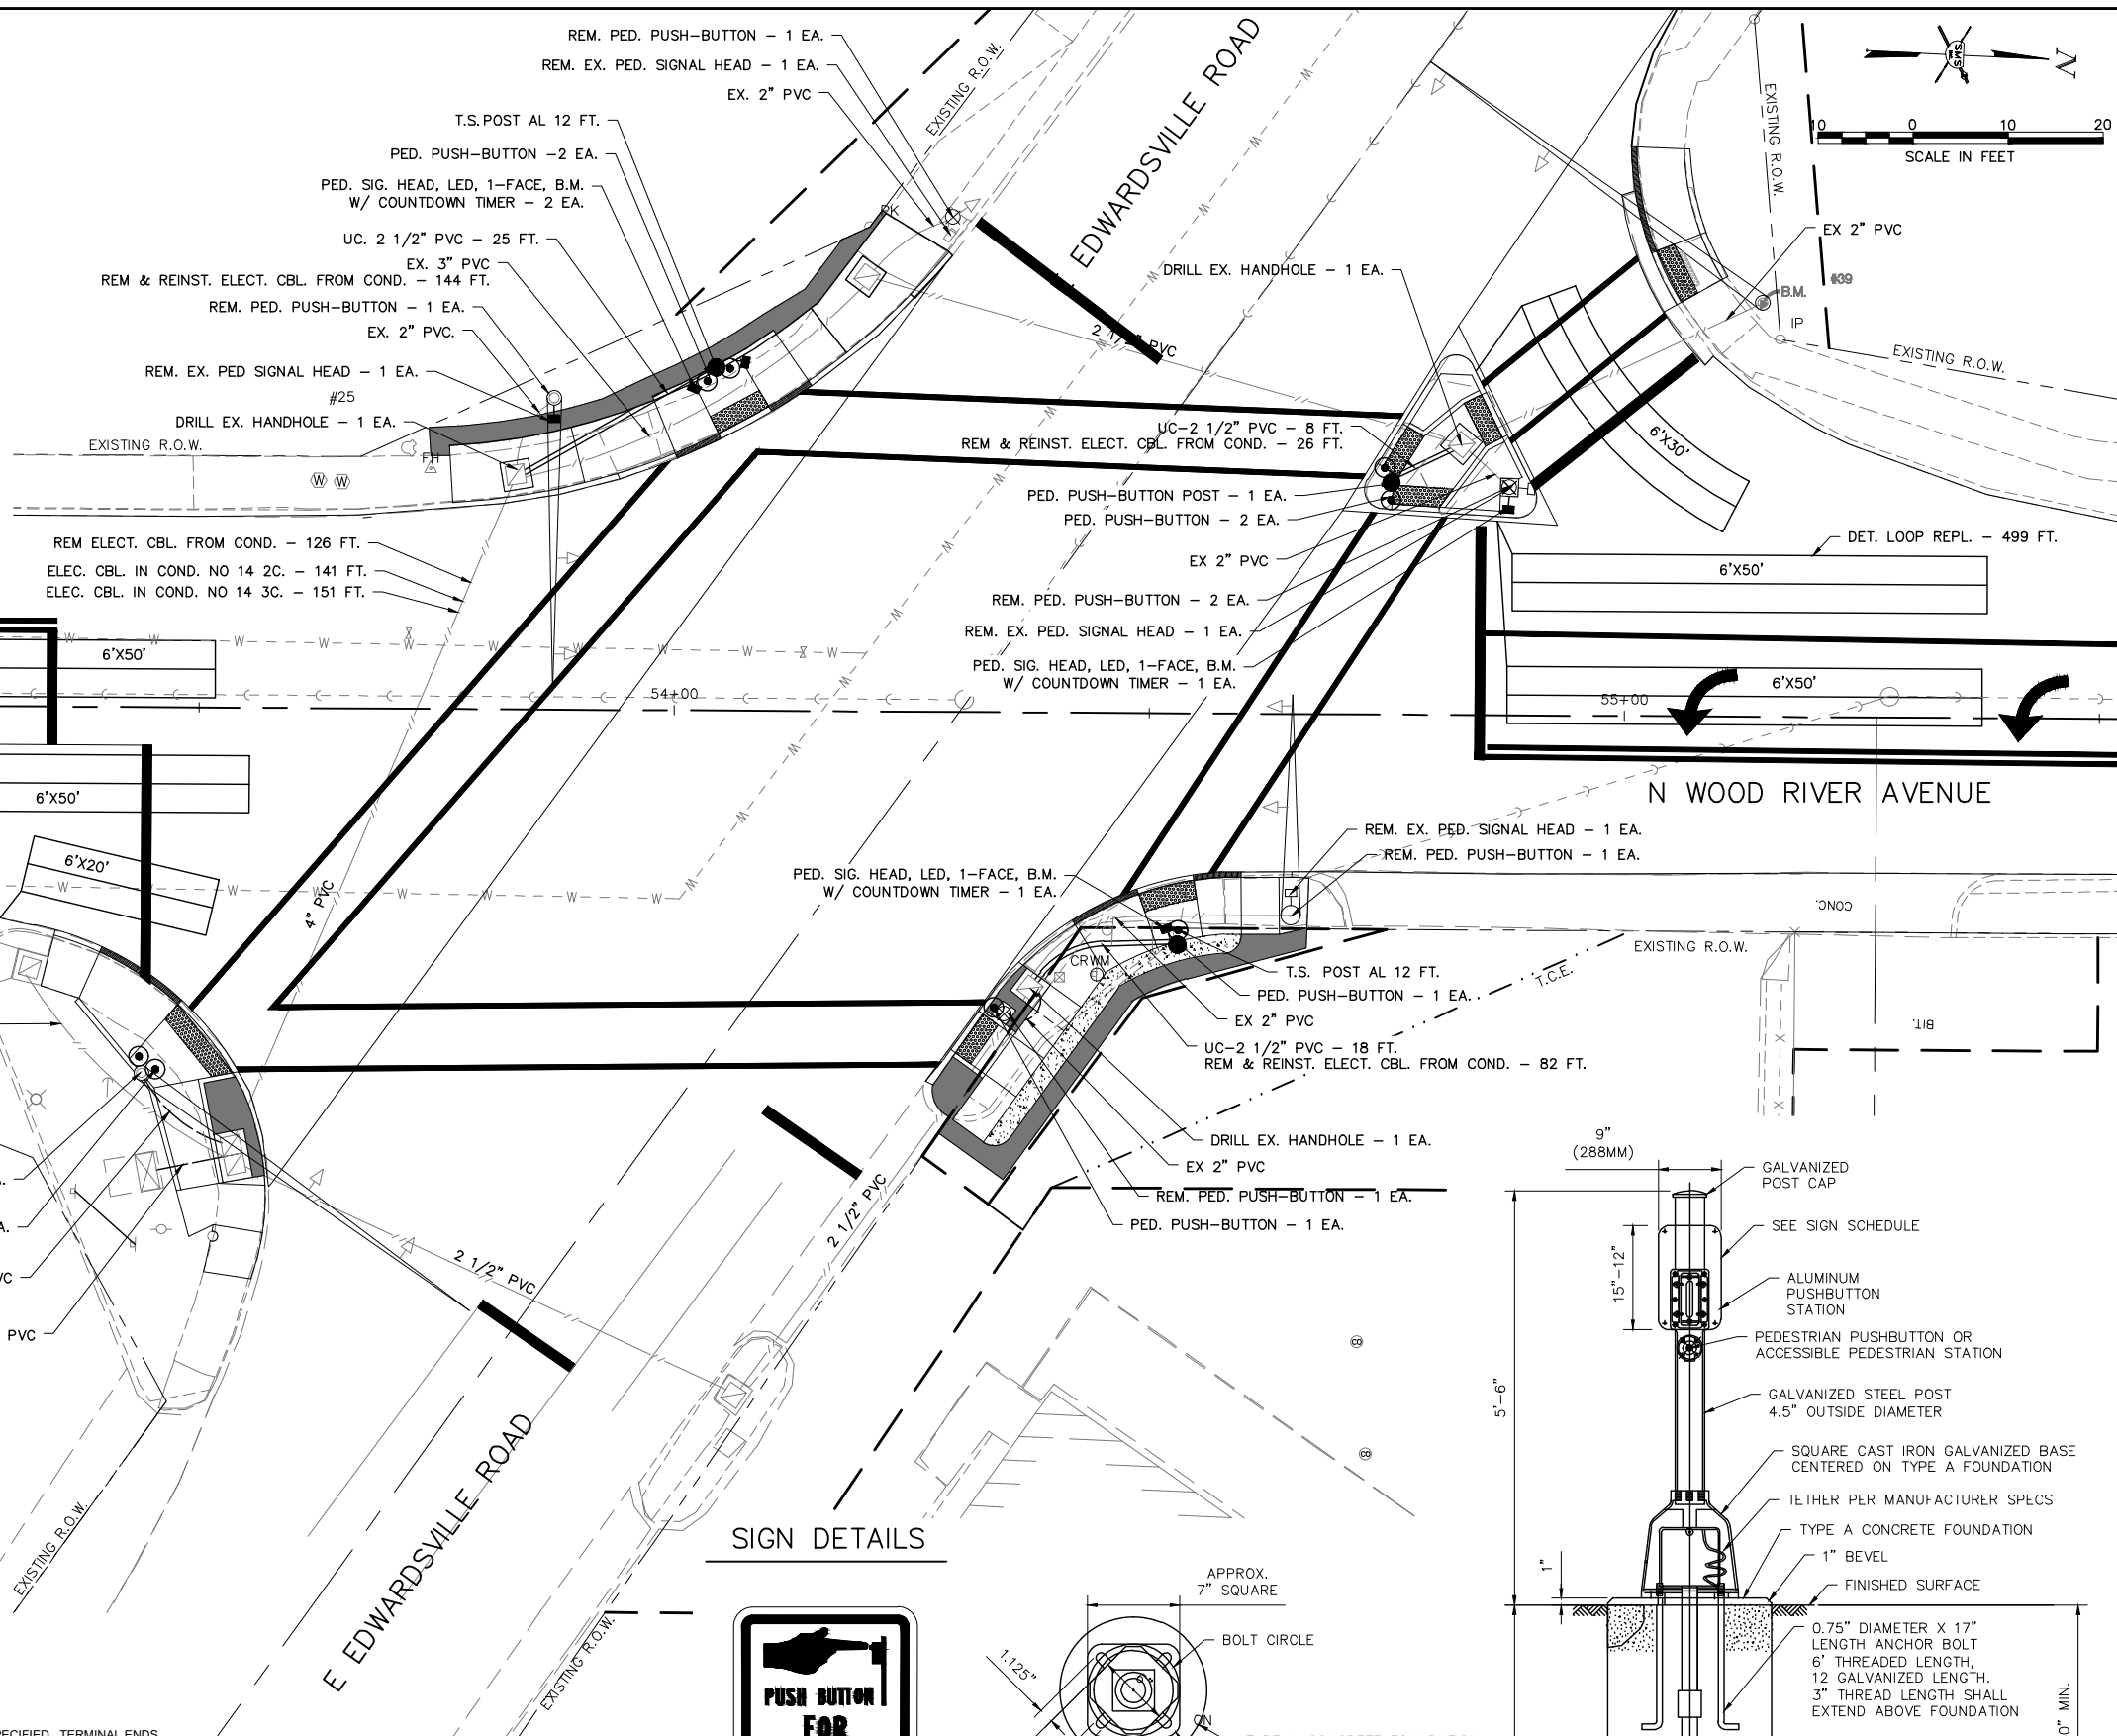 REM. PED. PUSH-BUTTON - 1 EA.
REM. EX. PED. SIGNAL HEAD - 1 EA.
EX. 2" PVC
T.S. POST AL 12 FT.
PED. PUSH-BUTTON -2 EA.
PED. SIG. HEAD, LED, 1-FACE, B.M.
W/ COUNTDOWN TIMER - 2 EA.
UC. 2 1/2" PVC - 25 FT.
EX. 3" PVC
REM & REINST. ELECT. CBL. FROM COND. - 144 FT.
REM. PED. PUSH-BUTTON - 1 EA.
EX. 2" PVC.
REM. EX. PED SIGNAL HEAD - 1 EA.
#25
DRILL EX. HANDHOLE - 1 EA.
EXISTING R.O.W.
FH
W W
PK
EXISTING R.O.W.
EDWARDSVILLE ROAD
N
SMS
10 0 10 20
SCALE IN FEET
EXISTING R.O.W.
EX 2" PVC
#39
B.M.
IP
EXISTING R.O.W.
DRILL EX. HANDHOLE - 1 EA.
2 1/2" PVC
UC-2 1/2" PVC - 8 FT.
REM & REINST. ELECT. CBL. FROM COND. - 26 FT.
6'X30'
PED. PUSH-BUTTON POST - 1 EA.
PED. PUSH-BUTTON - 2 EA.
EX 2" PVC
REM. PED. PUSH-BUTTON - 2 EA.
REM. EX. PED. SIGNAL HEAD - 1 EA.
PED. SIG. HEAD, LED, 1-FACE, B.M.
W/ COUNTDOWN TIMER - 1 EA.
DET. LOOP REPL. - 499 FT.
6'X50'
6'X50'
55+00
N WOOD RIVER AVENUE
REM ELECT. CBL. FROM COND. - 126 FT.
ELEC. CBL. IN COND. NO 14 2C. - 141 FT.
ELEC. CBL. IN COND. NO 14 3C. - 151 FT.
6'X50'
54+00
6'X50'
6'X20'
4" PVC
REM. EX. PED. SIGNAL HEAD - 1 EA.
REM. PED. PUSH-BUTTON - 1 EA.
PED. SIG. HEAD, LED, 1-FACE, B.M.
W/ COUNTDOWN TIMER - 1 EA.
CONC.
EXISTING R.O.W.
CRWM
T.S. POST AL 12 FT.
T.C.E.
PED. PUSH-BUTTON - 1 EA.
EX 2" PVC
BIT.
UC-2 1/2" PVC - 18 FT.
REM & REINST. ELECT. CBL. FROM COND. - 82 FT.
DRILL EX. HANDHOLE - 1 EA.
EX 2" PVC
REM. PED. PUSH-BUTTON - 1 EA.
PED. PUSH-BUTTON - 1 EA.
2 1/2" PVC
2 1/2" PVC
PVC
E EDWARDSVILLE ROAD
EXISTING R.O.W.
EXISTING R.O.W.
SIGN DETAILS
PUSH BUTTON
FOR
APPROX.
7" SQUARE
BOLT CIRCLE
1.125"
9"
(288MM)
GALVANIZED
POST CAP
SEE SIGN SCHEDULE
15"-12"
ALUMINUM
PUSHBUTTON
STATION
PEDESTRIAN PUSHBUTTON OR
ACCESSIBLE PEDESTRIAN STATION
5'-6"
GALVANIZED STEEL POST
4.5" OUTSIDE DIAMETER
SQUARE CAST IRON GALVANIZED BASE
CENTERED ON TYPE A FOUNDATION
TETHER PER MANUFACTURER SPECS
TYPE A CONCRETE FOUNDATION
1"
1" BEVEL
FINISHED SURFACE
0.75" DIAMETER X 17"
LENGTH ANCHOR BOLT
6' THREADED LENGTH,
12 GALVANIZED LENGTH.
3" THREAD LENGTH SHALL
EXTEND ABOVE FOUNDATION
0" MIN.
TERMINAL ENDS